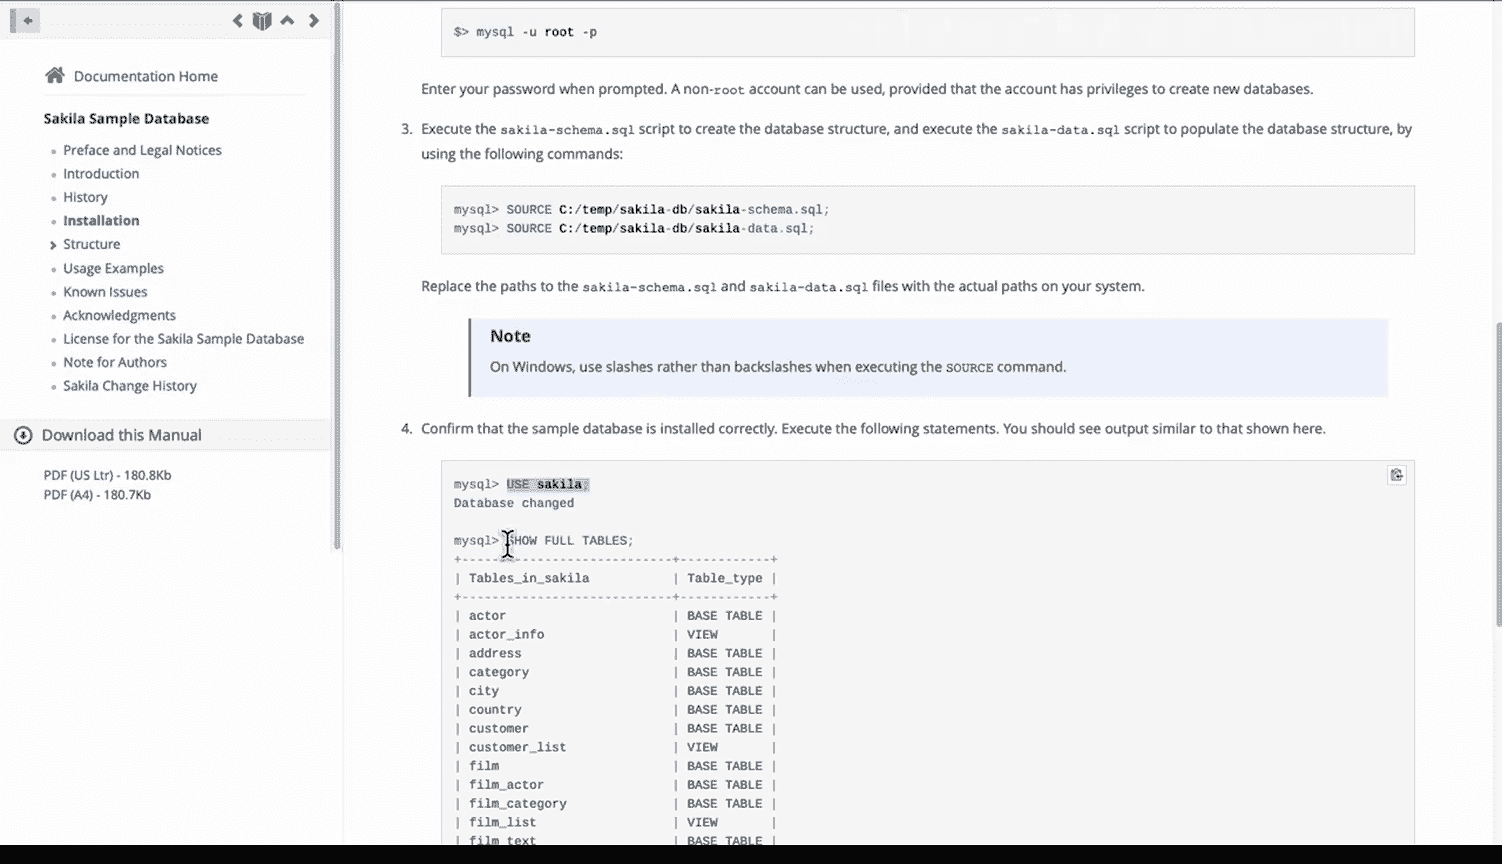 Documentation Home
Sakila Sample Database
Preface and Legal Notices
Introduction
History
Installation
Structure
Usage Examples
Known Issues
Acknowledgments
License for the Sakila Sample Database
Note for Authors
Sakila Change History
Download this Manual
PDF (US Ltr) - 180.8Kb
PDF (A4) - 180.7Kb
$> mysql -u root -p
Enter your password when prompted. A non-root account can be used, provided that the account has privileges to create new databases.
3. Execute the sakila-schema.sql script to create the database structure, and execute the sakila-data.sql script to populate the database structure, by
using the following commands:
mysql> SOURCE C:/temp/sakila-db/sakila-schema.sql;
mysql> SOURCE C:/temp/sakila-db/sakila-data.sql;
Replace the paths to the sakila-schema.sql and sakila-data.sql files with the actual paths on your system.
Note
On Windows, use slashes rather than backslashes when executing the SOURCE command.
4. Confirm that the sample database is installed correctly. Execute the following statements. You should see output similar to that shown here.
mysql> USE sakila;
Database changed
mysql> SHOW FULL TABLES;
+----------------------------+------------+
| Tables_in_sakila | Table_type |
+----------------------------+------------+
| actor | BASE TABLE |
| actor_info | VIEW |
| address | BASE TABLE |
| category | BASE TABLE |
| city | BASE TABLE |
| country | BASE TABLE |
| customer | BASE TABLE |
| customer_list | VIEW |
| film | BASE TABLE |
| film_actor | BASE TABLE |
| film_category | BASE TABLE |
| film_list | VIEW |
| film_text | BASE TABLE |